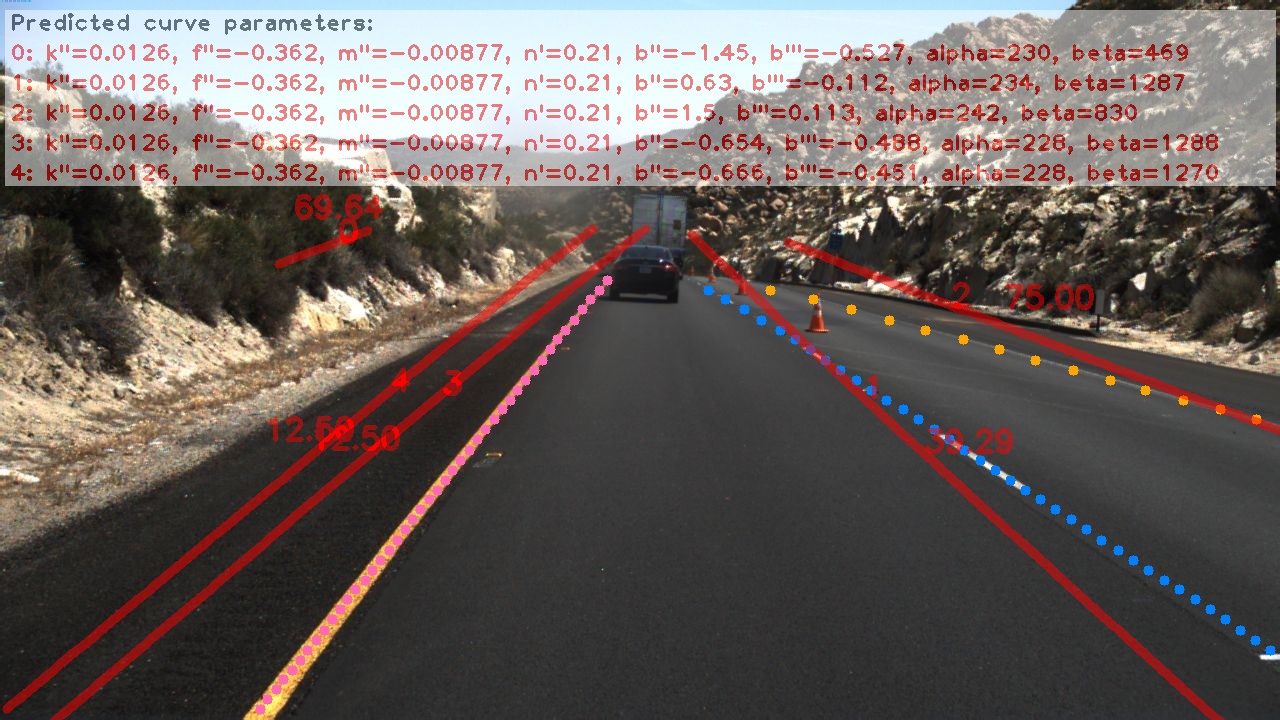 Predicted curve parameters:
0: k''=0.0126, f''=−0.362, m''=−0.00877, n'=0.21, b''=−1.45, b'''=−0.527, alpha=230, beta=469
1: k''=0.0126, f''=−0.362, m''=−0.00877, n'=0.21, b''=0.63, b'''=−0.112, alpha=234, beta=1287
2: k''=0.0126, f''=−0.362, m''=−0.00877, n'=0.21, b''=1.5, b'''=0.113, alpha=242, beta=830
3: k''=0.0126, f''=−0.362, m''=−0.00877, n'=0.21, b''=−0.654, b'''=−0.488, alpha=228, beta=1288
4: k''=0.0126, f''=−0.362, m''=−0.00877, n'=0.21, b''=−0.666, b'''=−0.451, alpha=228, beta=1270
69.64
0
2 75.00
4 3 1
12.50 12.50 39.29